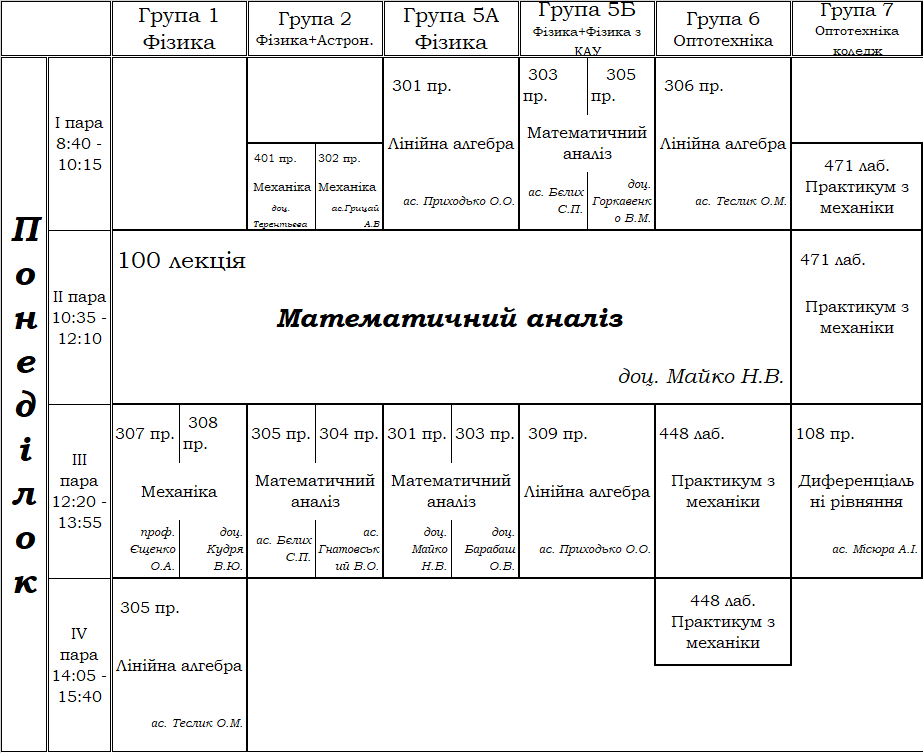 Група 1
Фізика
Група 2
Фізика+Астрон.
Група 5А
Фізика
Група 5Б
Фізика+Фізика з
КАУ
Група 6
Оптотехніка
Група 7
Оптотехніка
коледж
Понеділок
I пара
8:40 -
10:15
401 пр.
Механіка
доц.
Терентьєва
302 пр.
Механіка
ас.Грицай
А.В
301 пр.
Лінійна алгебра
ас. Приходько О.О.
303
пр.
305
пр.
Математичний
аналіз
ас. Бєлих
С.П.
доц.
Горкавенк
о В.М.
306 пр.
Лінійна алгебра
ас. Теслик О.М.
471 лаб.
Практикум з
механіки
II пара
10:35 -
12:10
100 лекція
Математичний аналіз
доц. Майко Н.В.
471 лаб.
Практикум з
механіки
III
пара
12:20 -
13:55
307 пр.
308
пр.
Механіка
проф.
Єщенко
О.А.
доц.
Кудря
В.Ю.
305 пр.
304 пр.
Математичний
аналіз
ас. Бєлих
С.П.
ас.
Гнатовськ
ий В.О.
301 пр.
303 пр.
Математичний
аналіз
доц.
Майко
Н.В.
доц.
Барабаш
О.В.
309 пр.
Лінійна алгебра
ас. Приходько О.О.
448 лаб.
Практикум з
механіки
108 пр.
Диференціаль
ні рівняння
ас. Місюра А.І.
IV
пара
14:05 -
15:40
305 пр.
Лінійна алгебра
ас. Теслик О.М.
448 лаб.
Практикум з
механіки